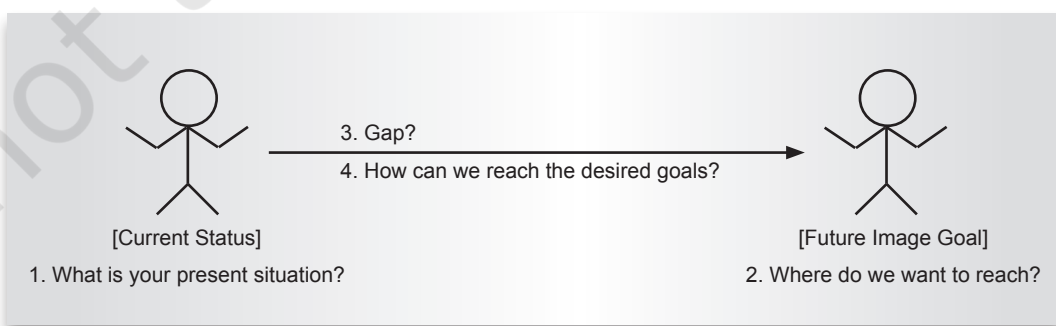 not
3. Gap?
4. How can we reach the desired goals?
[Current Status]
[Future Image Goal]
1. What is your present situation?
2. Where do we want to reach?